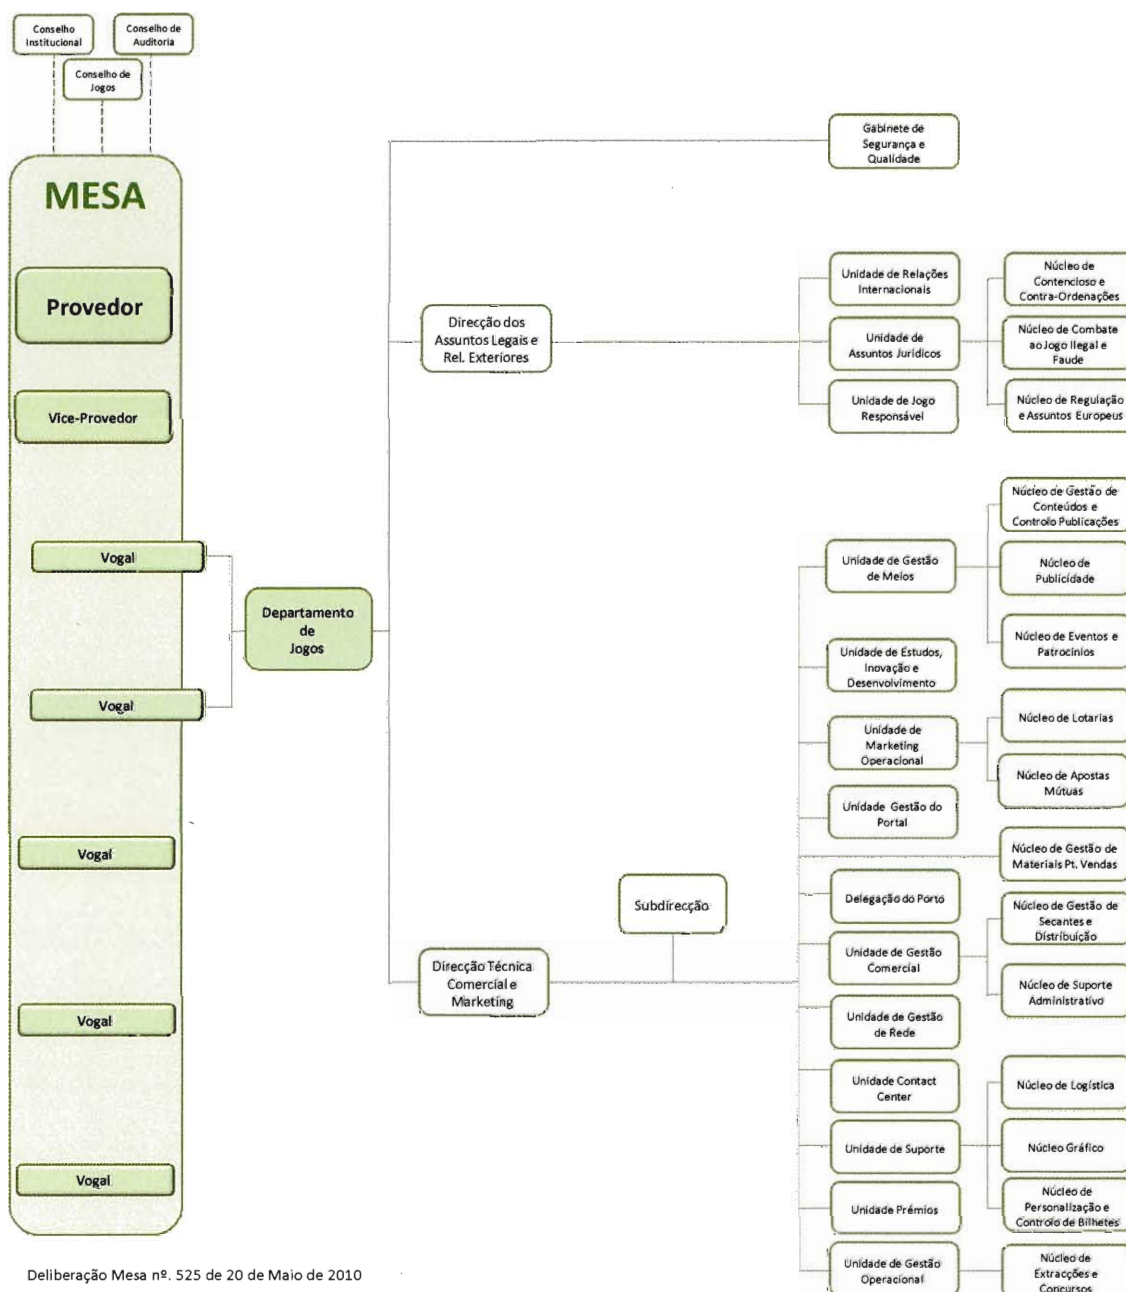 Conselho
Institucional
Conselho de
Auditoria
Conselho de
Jogos
MESA
Provedor
Vice-Provedor
Vogal
Vogal
Vogal
Vogal
Vogal
Departamento
de
Jogos
Gabinete de
Segurança e
Qualidade
Direcção dos
Assuntos Legais e
Rel. Exteriores
Unidade de Relações
Internacionais
Unidade de
Assuntos Jurídicos
Unidade de Jogo
Responsável
Núcleo de
Contencioso e
Contra-Ordenações
Núcleo de Combate
ao Jogo Ilegal e
Faude
Núcleo de Regulação
e Assuntos Europeus
Subdirecção
Direcção Técnica
Comercial e
Marketing
Unidade de Gestão
de Meios
Núcleo de Gestão de
Conteúdos e
Controlo Publicações
Núcleo de
Publicidade
Núcleo de Eventos e
Patrocínios
Unidade de Estudos,
Inovação e
Desenvolvimento
Unidade de
Marketing
Operacional
Núcleo de Lotarias
Núcleo de Apostas
Mútuas
Unidade Gestão do
Portal
Núcleo de Gestão de
Materiais Pt. Vendas
Delegação do Porto
Unidade de Gestão
Comercial
Núcleo de Gestão de
Secantes e
Distribuição
Núcleo de Suporte
Administrativo
Unidade de Gestão
de Rede
Unidade Contact
Center
Unidade de Suporte
Núcleo de Logística
Núcleo Gráfico
Núcleo de
Personalização e
Controlo de Bilhetes
Unidade Prémios
Unidade de Gestão
Operacional
Núcleo de
Extracções e
Concursos
Deliberação Mesa nº. 525 de 20 de Maio de 2010